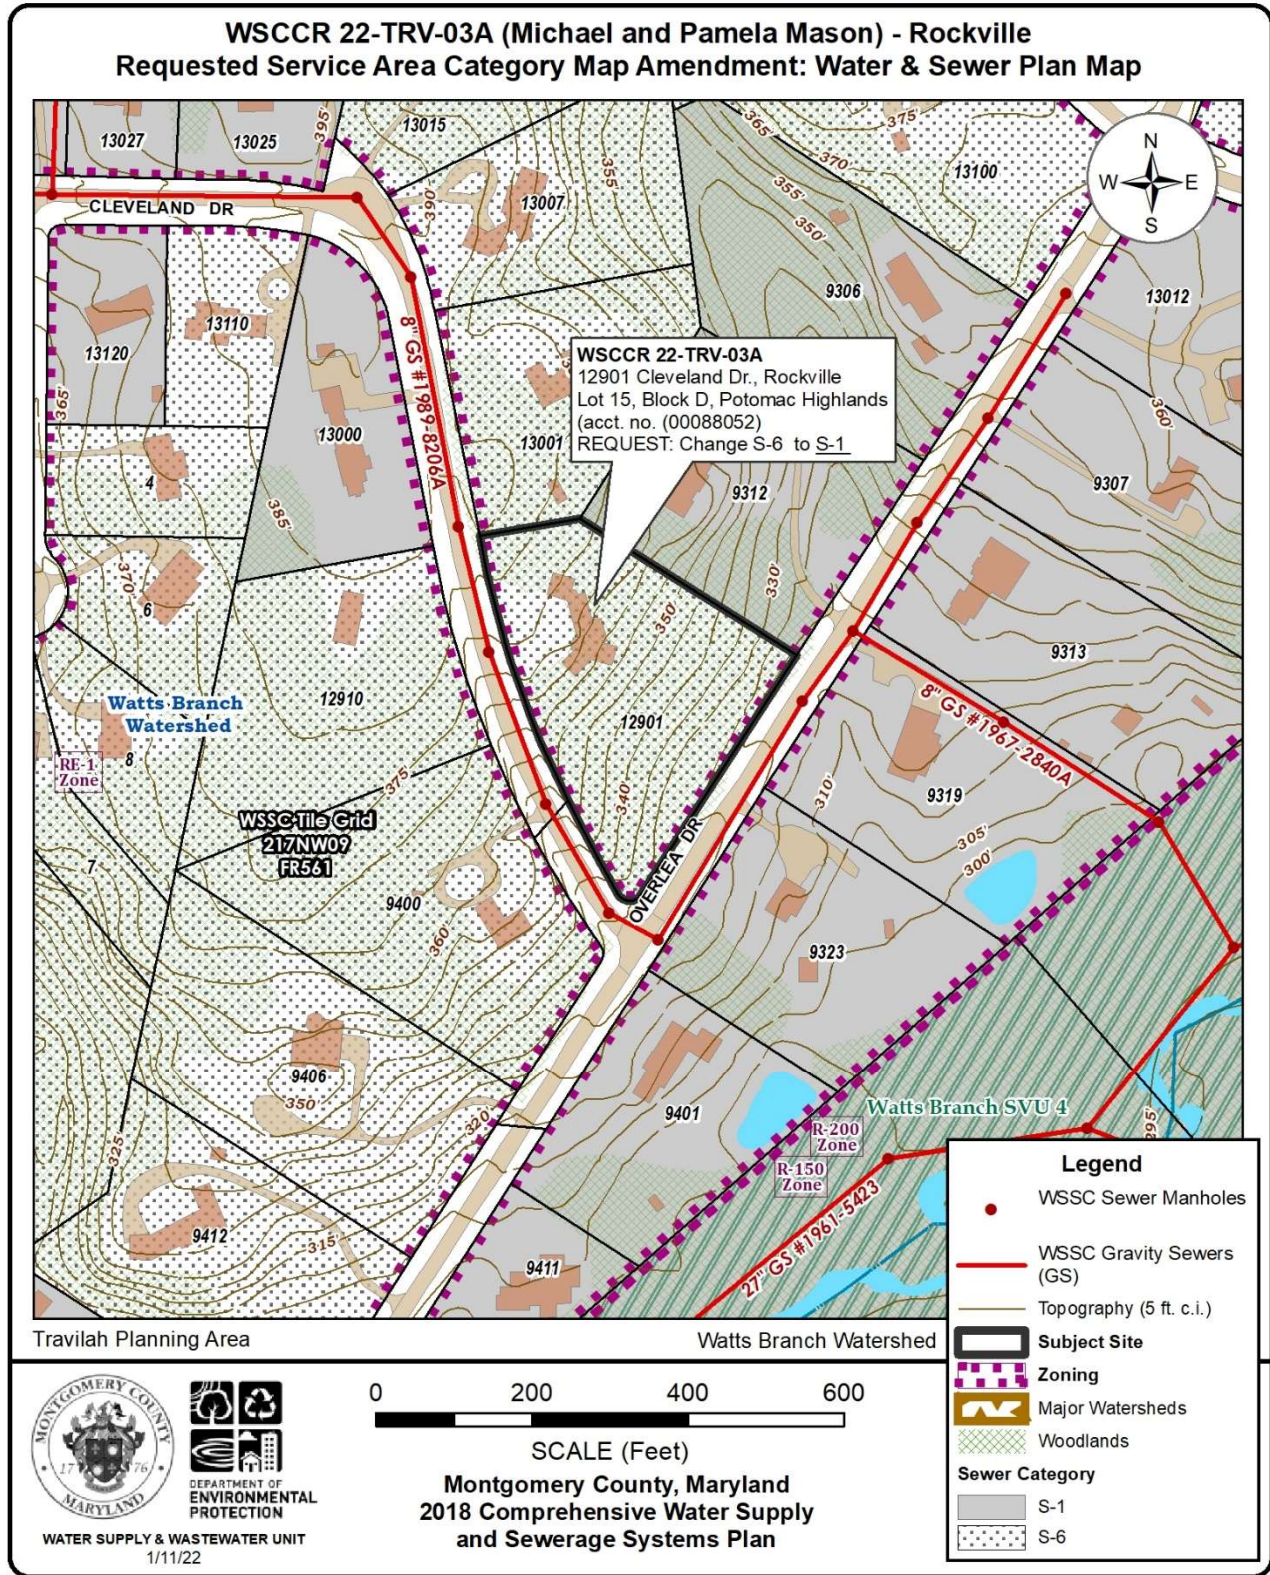 WSCCR 22-TRV-03A (Michael and Pamela Mason) - Rockville
Requested Service Area Category Map Amendment: Water & Sewer Plan Map
13027
13025
395'
13015
355'
365'
375'
370'
13100
N
W E
S
CLEVELAND DR
390'
13007
355'
350'
9306
13012
13110
13120
365'
8" GS #1989-8206A
WSCCR 22-TRV-03A
12901 Cleveland Dr., Rockville
Lot 15, Block D, Potomac Highlands
(acct. no. (00088052)
REQUEST: Change S-6 to S-1
360'
13000
13001
4
385'
9312
9307
370'
6
330'
350'
9313
12910
Watts Branch
Watershed
12901
8" GS #1967-2840A
RE-1
Zone
8
375'
340'
310'
9319
WSSC Tile Grid
217NW09
FR561
305'
300'
7
9400
OVERLEA DR
360'
9323
9406
350'
320'
9401
Watts Branch SVU 4
295'
325'
R-200
Zone
R-150
Zone
9412
315'
9411
27" GS #1961-5423
Legend
WSSC Sewer Manholes
WSSC Gravity Sewers
(GS)
Topography (5 ft. c.i.)
Subject Site
Zoning
Major Watersheds
Woodlands
Sewer Category
S-1
S-6
Travilah Planning Area
Watts Branch Watershed
MONTGOMERY COUNTY
17 76
MARYLAND
DEPARTMENT OF
ENVIRONMENTAL
PROTECTION
WATER SUPPLY & WASTEWATER UNIT
1/11/22
0 200 400 600
SCALE (Feet)
Montgomery County, Maryland
2018 Comprehensive Water Supply
and Sewerage Systems Plan